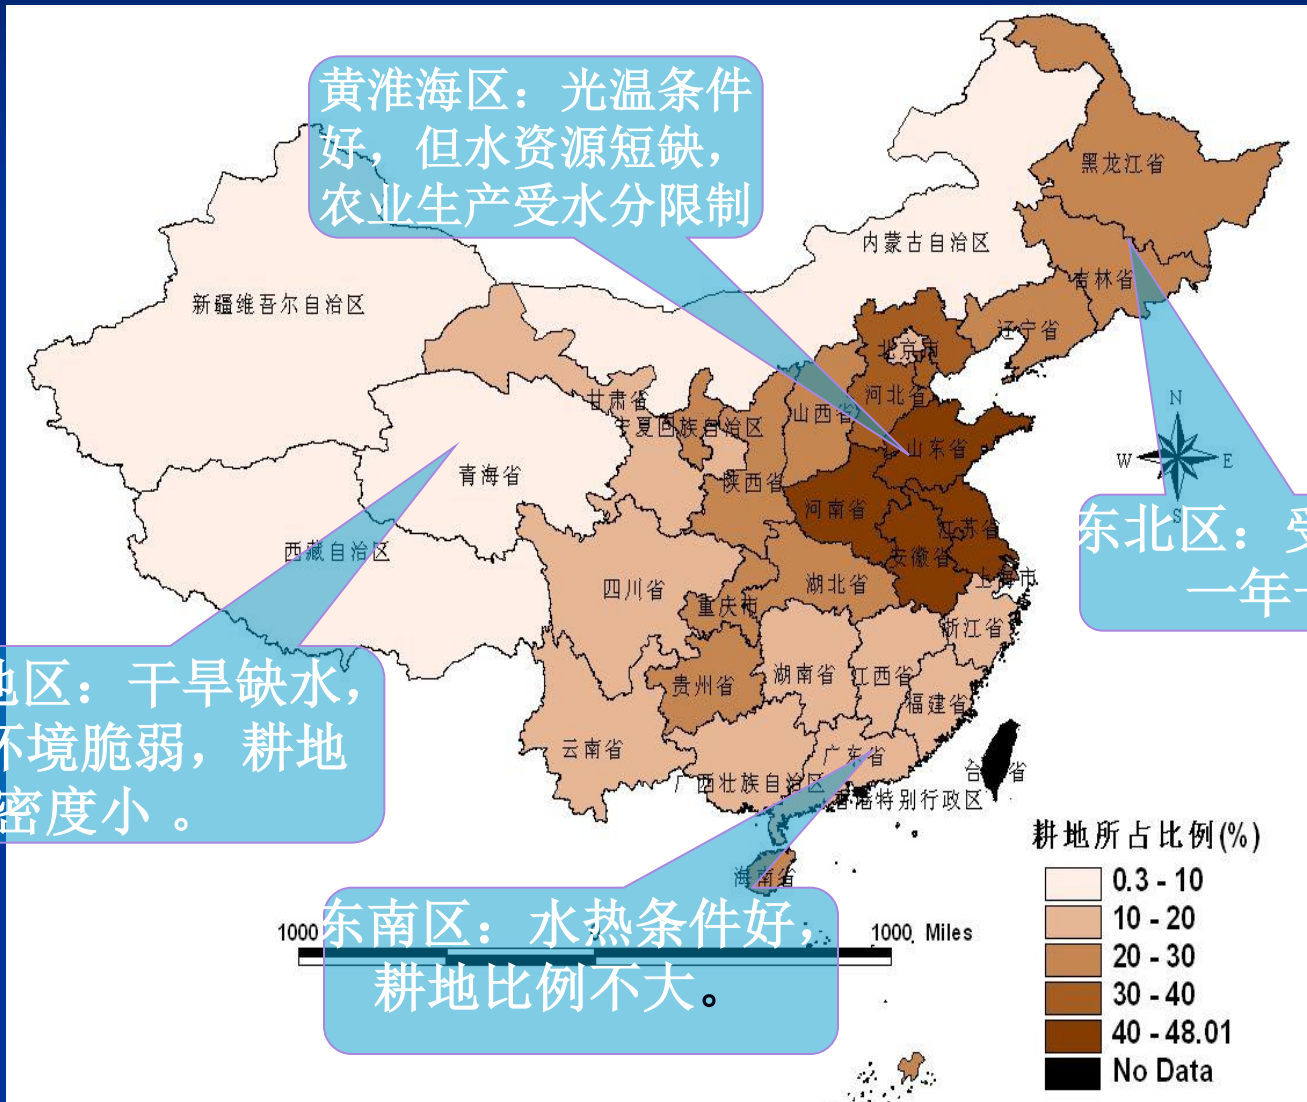 黄淮海区：光温条件
好，但水资源短缺，
农业生产受水分限制
黑龙江省
内蒙古自治区
吉林省
新疆维吾尔自治区
辽宁省
北京市
河北省
甘肃省
山西省
宁夏回族自治区
山东省
N
W
E
S
青海省
陕西省
河南省
江苏省
安徽省
西藏自治区
四川省
重庆市
湖北省
上海市
浙江省
东北区：受
一年一
地区：干旱缺水，
环境脆弱，耕地
密度小 。
贵州省
湖南省
江西省
福建省
云南省
广东省
广西壮族自治区
台 省
香港特别行政区
海南省
东南区：水热条件好，
耕地比例不大。
1000
1000 Miles
耕地所占比例(%)
0.3 - 10
10 - 20
20 - 30
30 - 40
40 - 48.01
No Data